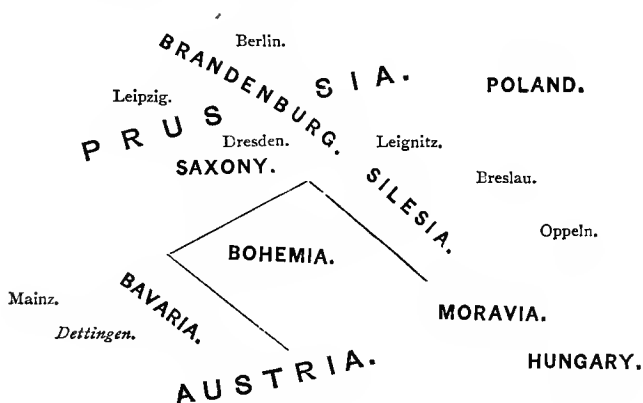 Berlin.
BRANDENBURG.
PRUSSIA.
POLAND.
Leipzig.
Dresden.
Leignitz.
SAXONY.
SILESIA.
Breslau.
Oppeln.
BOHEMIA.
Mainz.
BAVARIA.
Dettingen.
MORAVIA.
AUSTRIA.
HUNGARY.